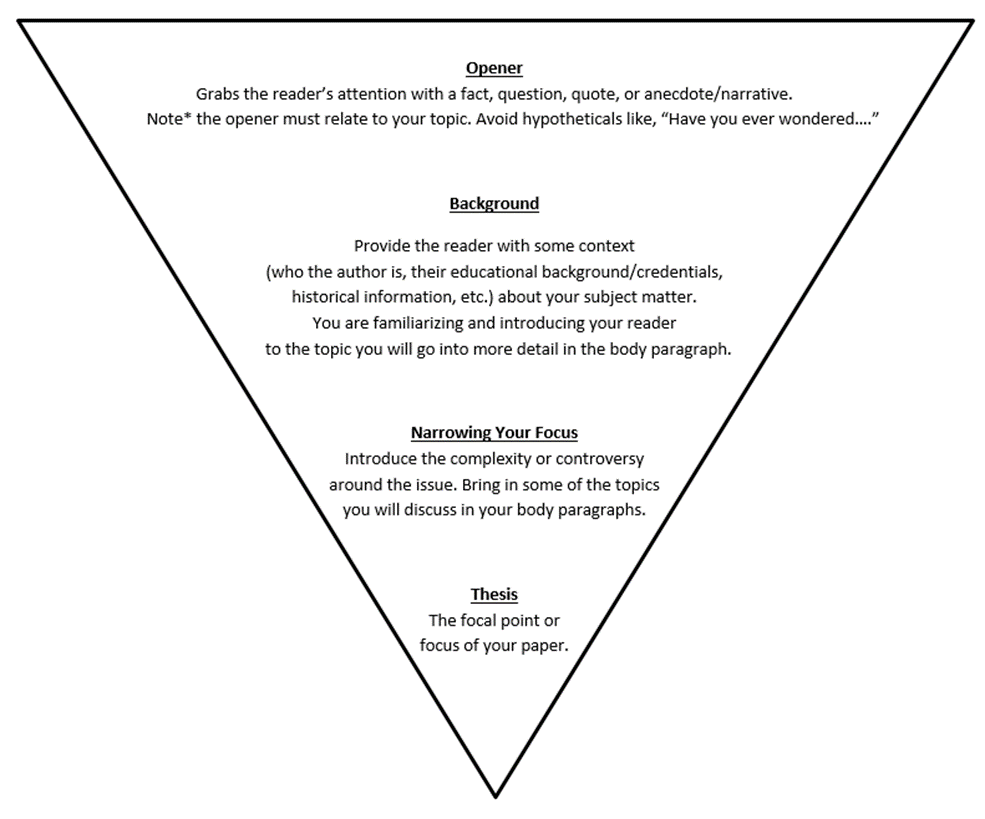 Opener
Grabs the reader’s attention with a fact, question, quote, or anecdote/narrative.
Note* the opener must relate to your topic. Avoid hypotheticals like, “Have you ever wondered....”
Background
Provide the reader with some context
(who the author is, their educational background/credentials,
historical information, etc.) about your subject matter.
You are familiarizing and introducing your reader
to the topic you will go into more detail in the body paragraph.
Narrowing Your Focus
Introduce the complexity or controversy
around the issue. Bring in some of the topics
you will discuss in your body paragraphs.
Thesis
The focal point or
focus of your paper.